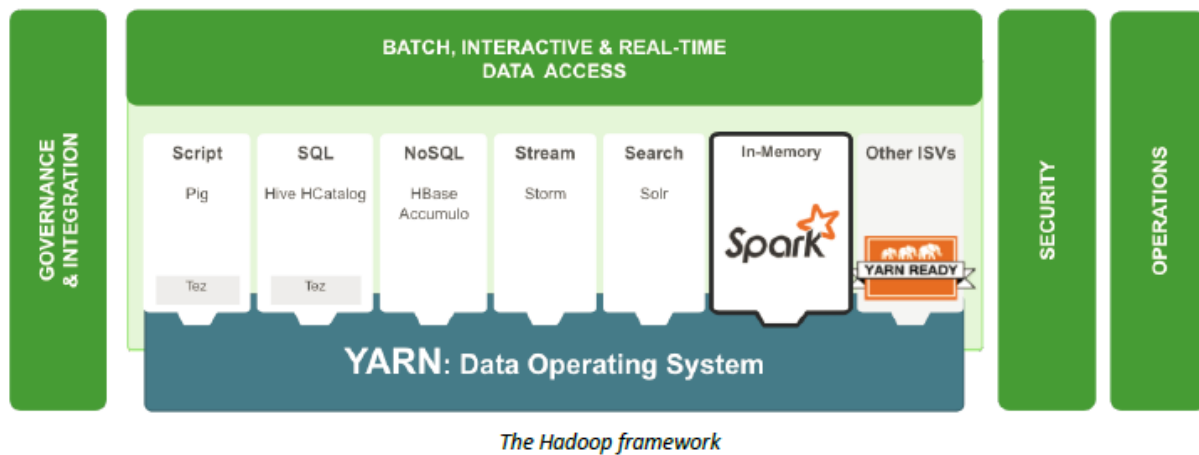 GOVERNANCE
& INTEGRATION
BATCH, INTERACTIVE & REAL-TIME
DATA ACCESS
Script
Pig
Tez
SQL
Hive HCatalog
Tez
NoSQL
HBase
Accumulo
Stream
Storm
Search
Solr
In-Memory
Spark
Other ISVs
YARN READY
YARN: Data Operating System
SECURITY
OPERATIONS
The Hadoop framework